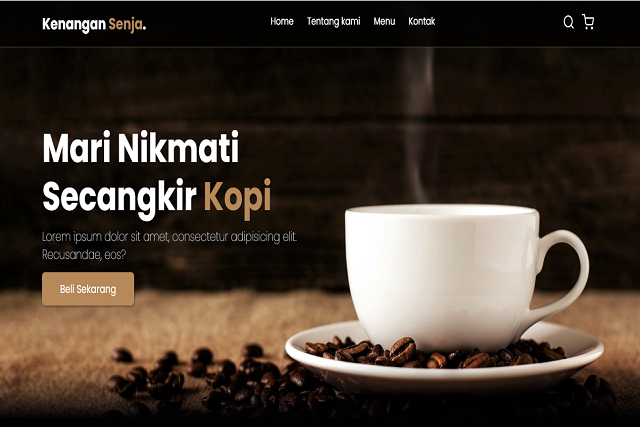 Kenangan Senja.
Home Tentang kami Menu Kontak
Mari Nikmati
Secangkir Kopi
Lorem ipsum dolor sit amet, consectetur adipisicing elit.
Recusandae, eos?
Beli Sekarang